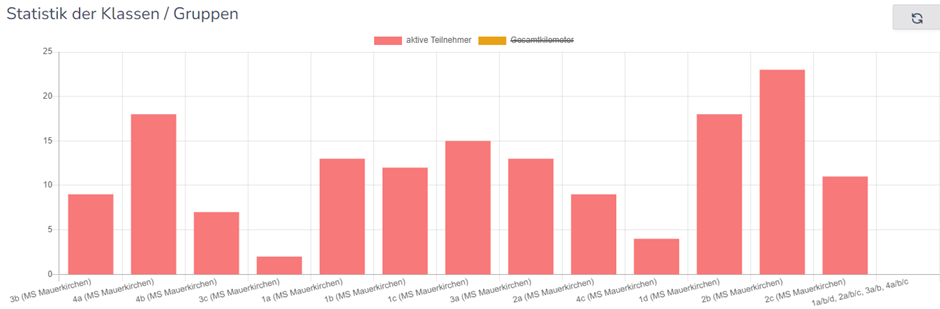 Statistik der Klassen / Gruppen
aktive Teilnehmer Gesamtkilometer
25
20
15
10
5
0
3b (MS Mauerkirchen)
4a (MS Mauerkirchen)
4b (MS Mauerkirchen)
3c (MS Mauerkirchen)
1a (MS Mauerkirchen)
1b (MS Mauerkirchen)
1c (MS Mauerkirchen)
3a (MS Mauerkirchen)
2a (MS Mauerkirchen)
4c (MS Mauerkirchen)
1d (MS Mauerkirchen)
2b (MS Mauerkirchen)
2c (MS Mauerkirchen)
1a/b/d, 2a/b/c, 3a/b, 4a/b/c